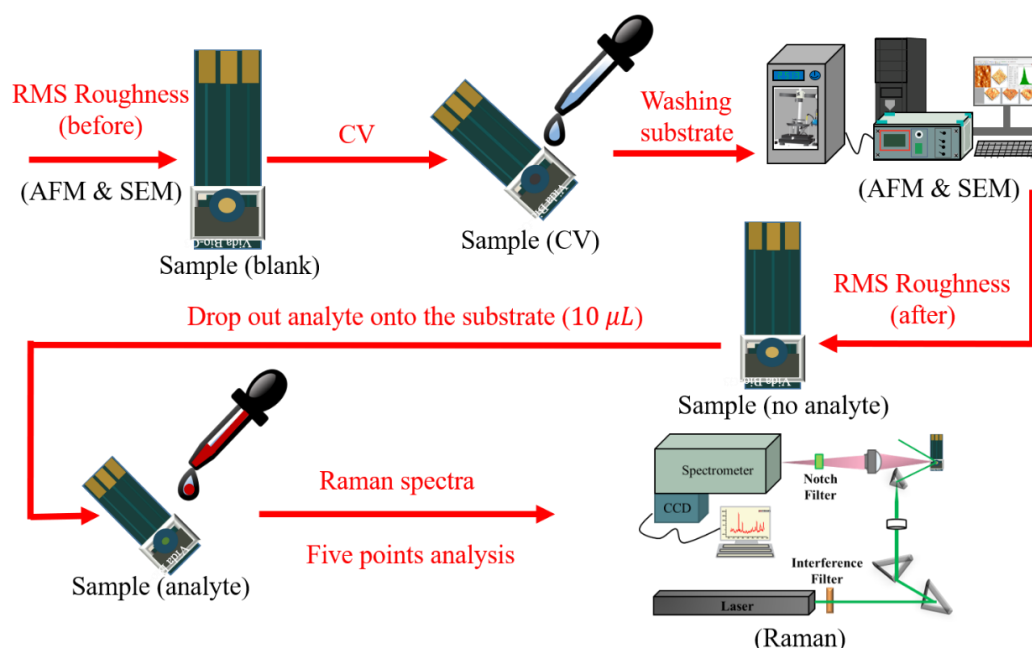 RMS Roughness
(before)
(AFM & SEM)
Sample (blank)
CV
Sample (CV)
Washing
substrate
(AFM & SEM)
RMS Roughness
(after)
Sample (no analyte)
Drop out analyte onto the substrate (10 μL)
Sample (analyte)
Raman spectra
Five points analysis
Spectrometer
CCD
Notch
Filter
Interference
Filter
Laser
(Raman)